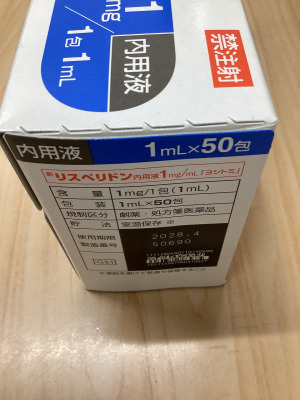 禁注射
1
mg
/
1包1mL
内用液
内用液
1mL×50包
劇 リスペリドン内用液1mg/mL「ヨシトミ」
含 量 1mg/1包(1mL)
包 装 1mL×50包
規制区分 劇薬・処方箋医薬品
貯 法 室温保存 ※
使用期限 2028.4
製造番号 50690
GS1